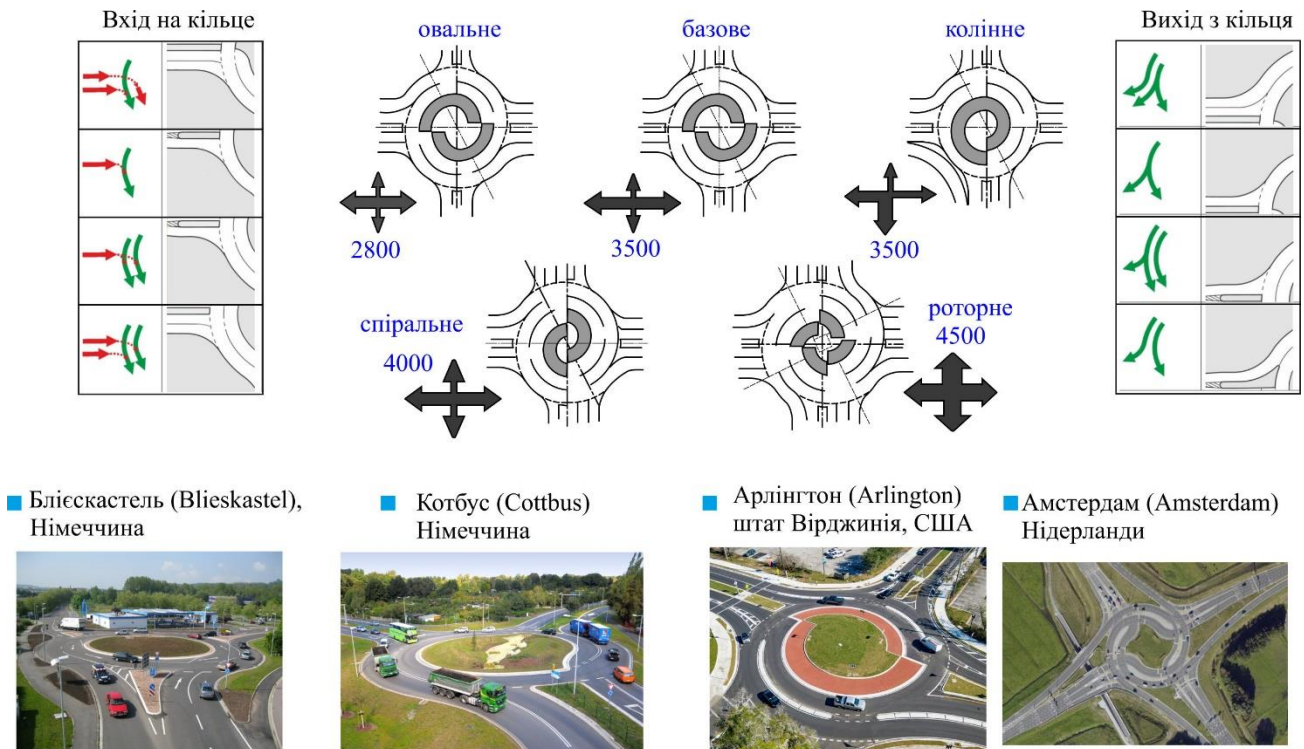 Вхід на кільце
овальне
базове
колінне
Вихід з кільця
2800
3500
3500
спіральне
4000
роторне
4500
Блієскастель (Blieskastel),
Німеччина
Котбус (Cottbus)
Німеччина
Арлінгтон (Arlington)
штат Вірджинія, США
Амстердам (Amsterdam)
Нідерланди